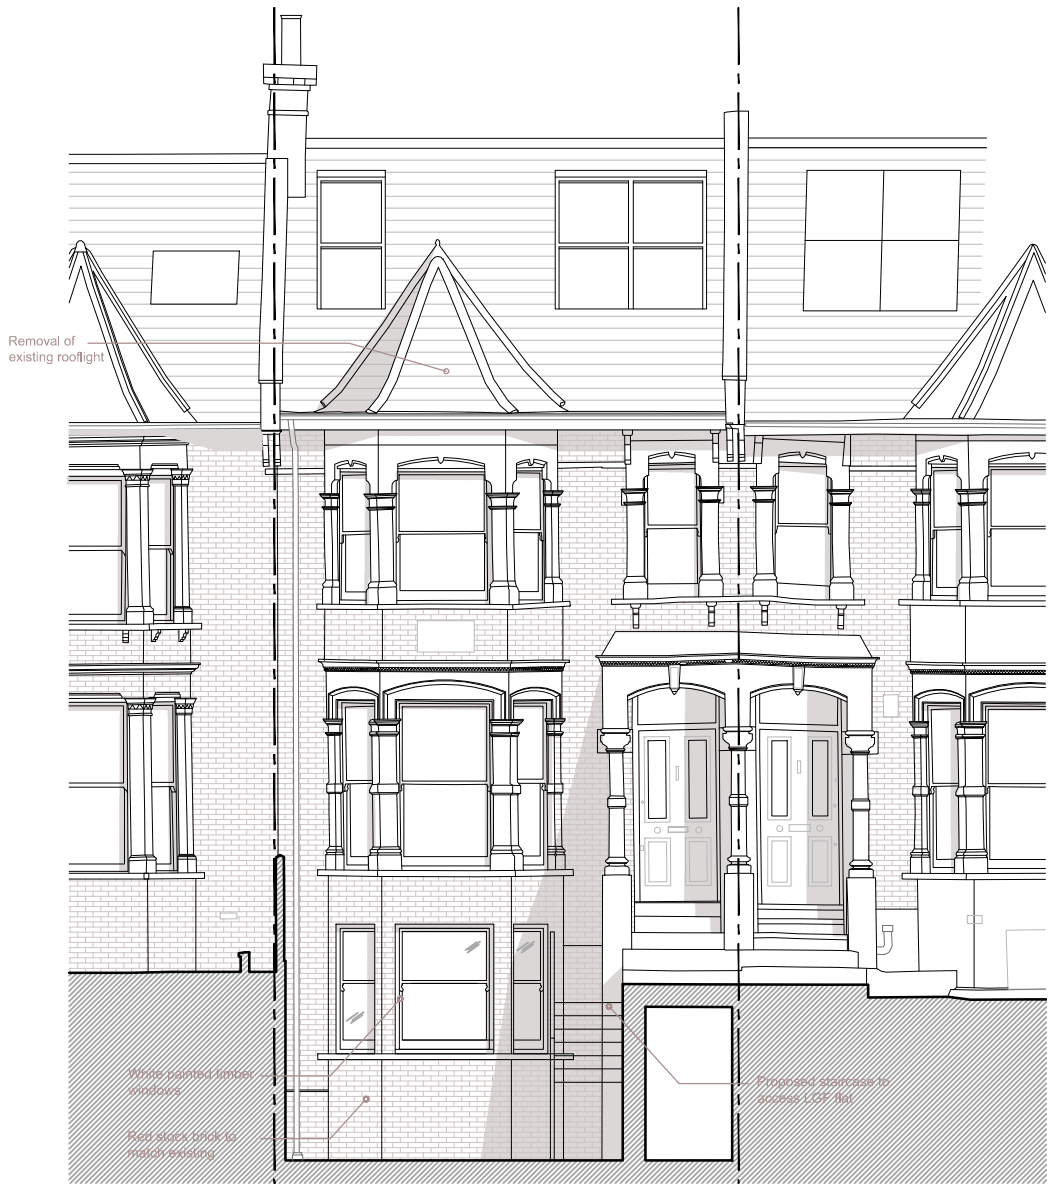 Removal of
existing rooflight
White painted timber
windows
Proposed staircase to
access LGF flat
Red stock brick to
match existing